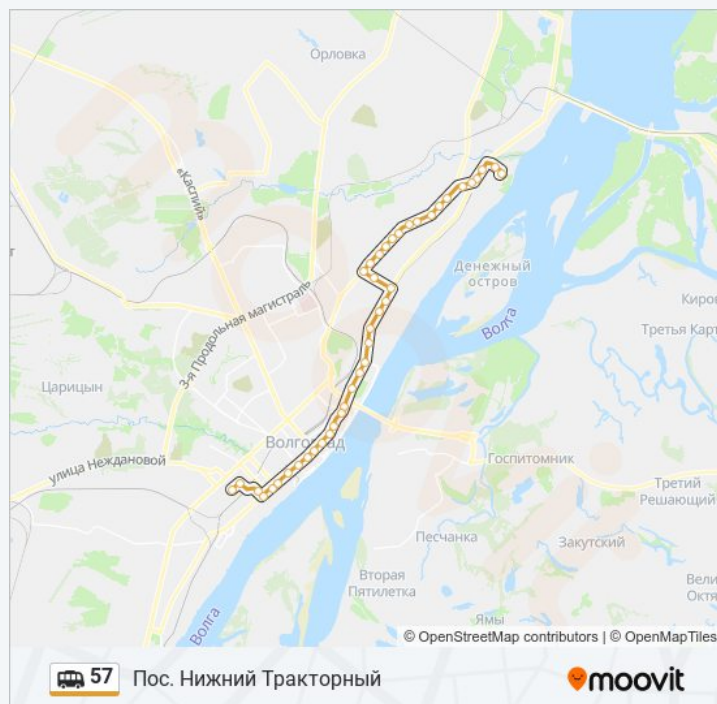 Орловка
«Каспий»
т
Денежный
остров
Киров
Волга
3-я Продольная магистраль
Третья Карт
Царицын
Волгоград
улица Неждановой
Госпитомник
Третий
Решающий
Песчанка
Закутский
Вторая
Пятилетка
Вели
Октя
Ямы
Волга
© OpenStreetMap contributors | © OpenMapTiles
57 Пос. Нижний Тракторный
moovit